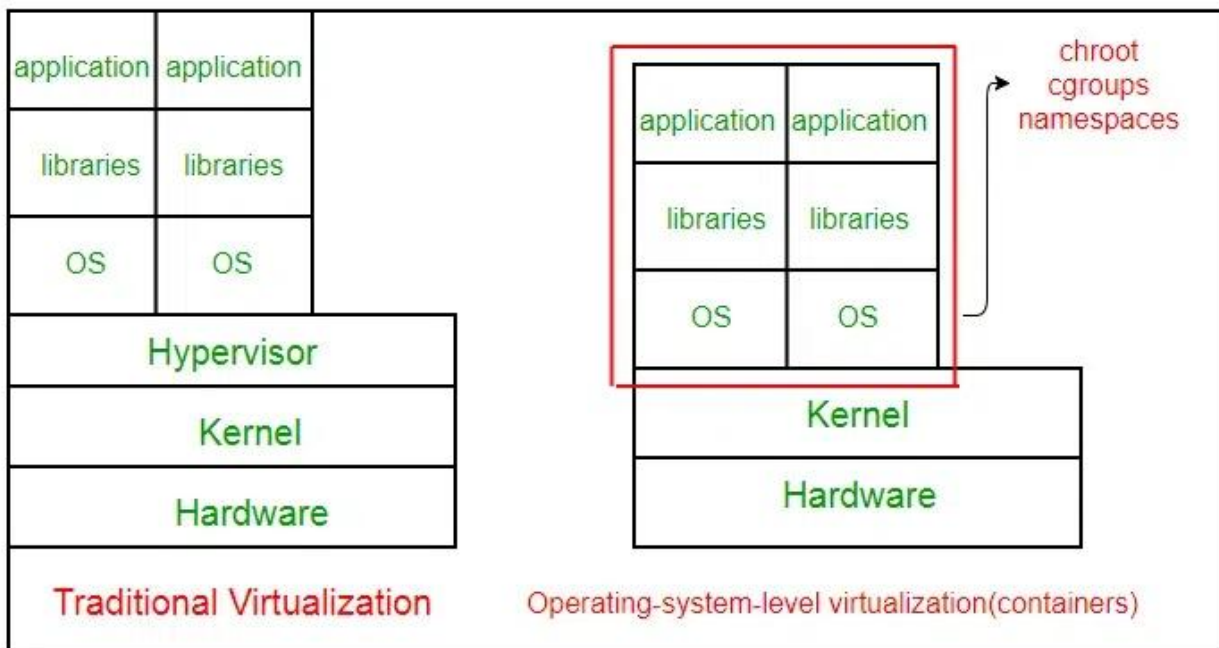 application application
libraries libraries
OS OS
Hypervisor
Kernel
Hardware
Traditional Virtualization
chroot
cgroups
namespaces
application application
libraries libraries
OS OS
Kernel
Hardware
Operating-system-level virtualization(containers)